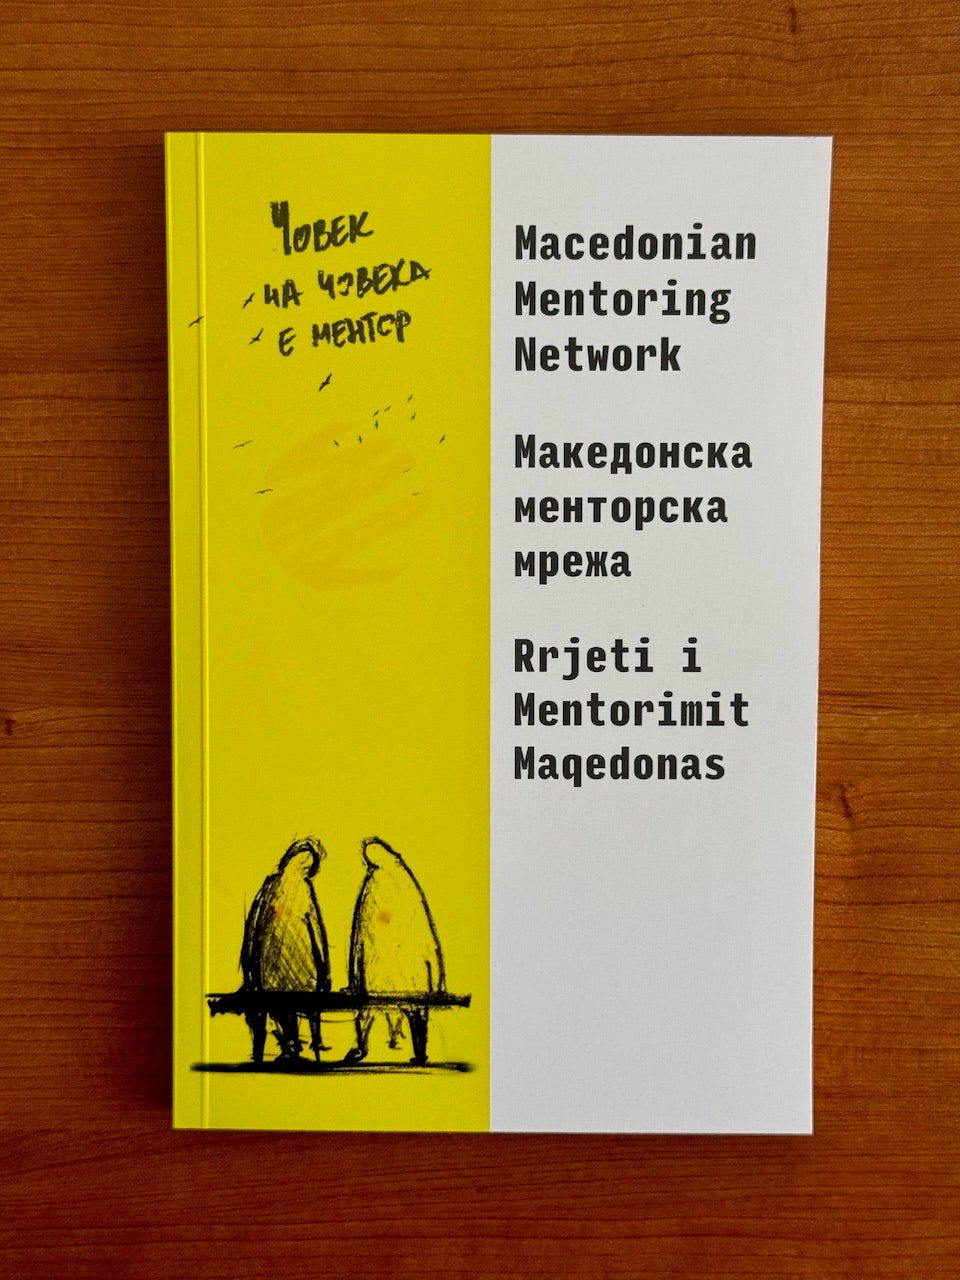 Човек
на човека
е ментор
Macedonian
Mentoring
Network
Македонска
менторска
мрежа
Rrjeti i
Mentorimit
Maqedonas